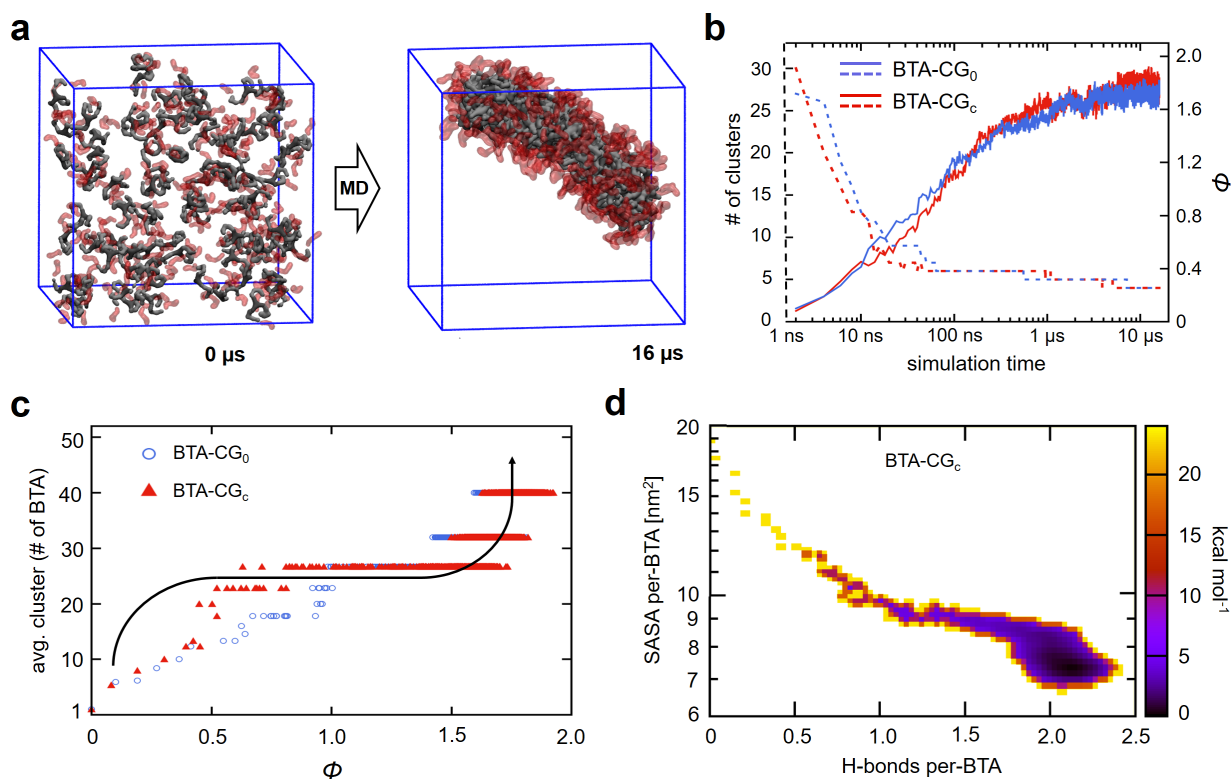 a
MD
0 µs
16 µs
b
# of clusters
30
25
20
15
10
5
0
BTA-CG₀
BTA-CG꜀
2.0
1.6
1.2
0.8
0.4
0
Φ
1 ns
10 ns
100 ns
1 µs
10 µs
simulation time
c
avg. cluster (# of BTA)
50
40
30
20
10
1
BTA-CG₀
BTA-CG꜀
0
0.5
1.0
1.5
2.0
Φ
d
SASA per-BTA [nm²]
20
15
10
9
8
7
6
BTA-CG꜀
0
0.5
1.0
1.5
2.0
2.5
H-bonds per-BTA
20
15
10
5
0
kcal mol⁻¹